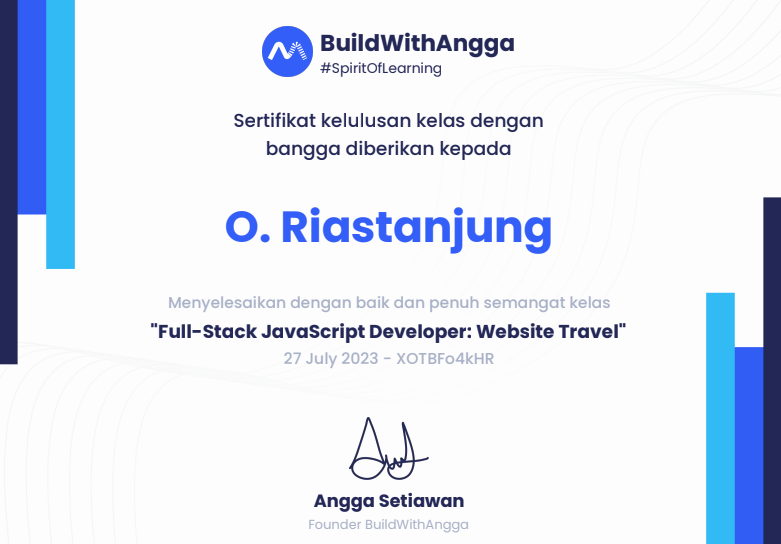 BuildWithAngga
#SpiritOfLearning
Sertifikat kelulusan kelas dengan
bangga diberikan kepada
O. Riastanjung
Menyelesaikan dengan baik dan penuh semangat kelas
"Full-Stack JavaScript Developer: Website Travel"
27 July 2023 - XOTBFo4kHR
Angga Setiawan
Founder BuildWithAngga